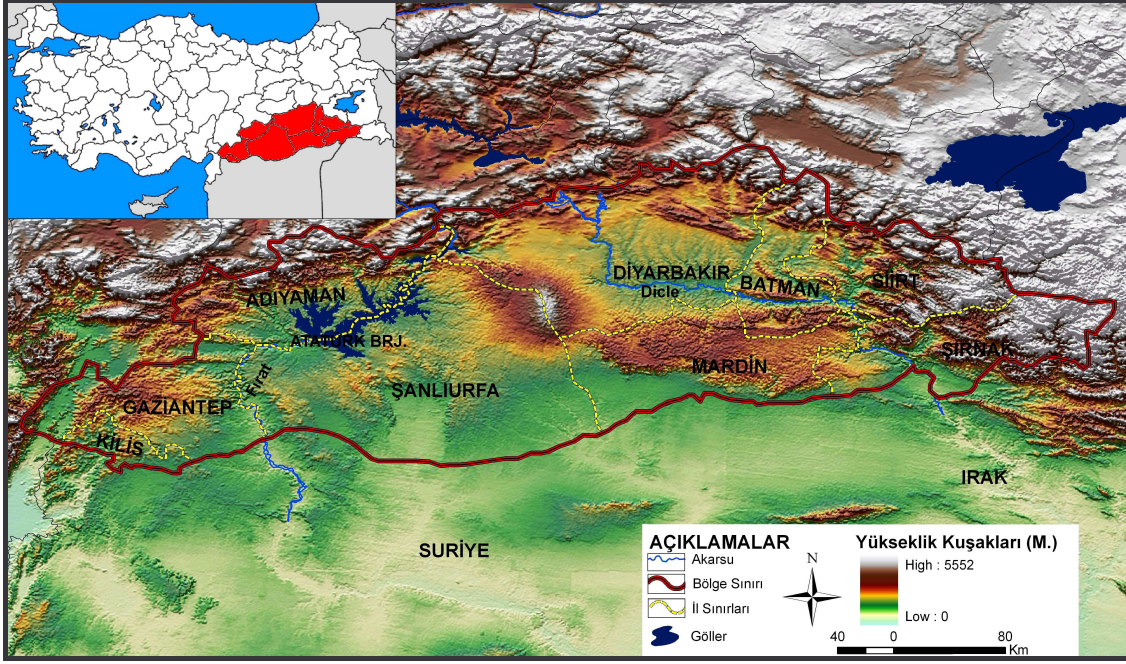 DİYARBAKIR
Dicle
BATMAN
SİİRT
ADIYAMAN
ATATÜRK BRJ.
ŞIRNAK
MARDİN
Fırat
ŞANLIURFA
GAZİANTEP
KİLİS
IRAK
SURİYE
AÇIKLAMALAR
Akarsu
Bölge Sınırı
İl Sınırları
Göller
N
Yükseklik Kuşakları (M.)
High : 5552
Low : 0
40 0 80
Km